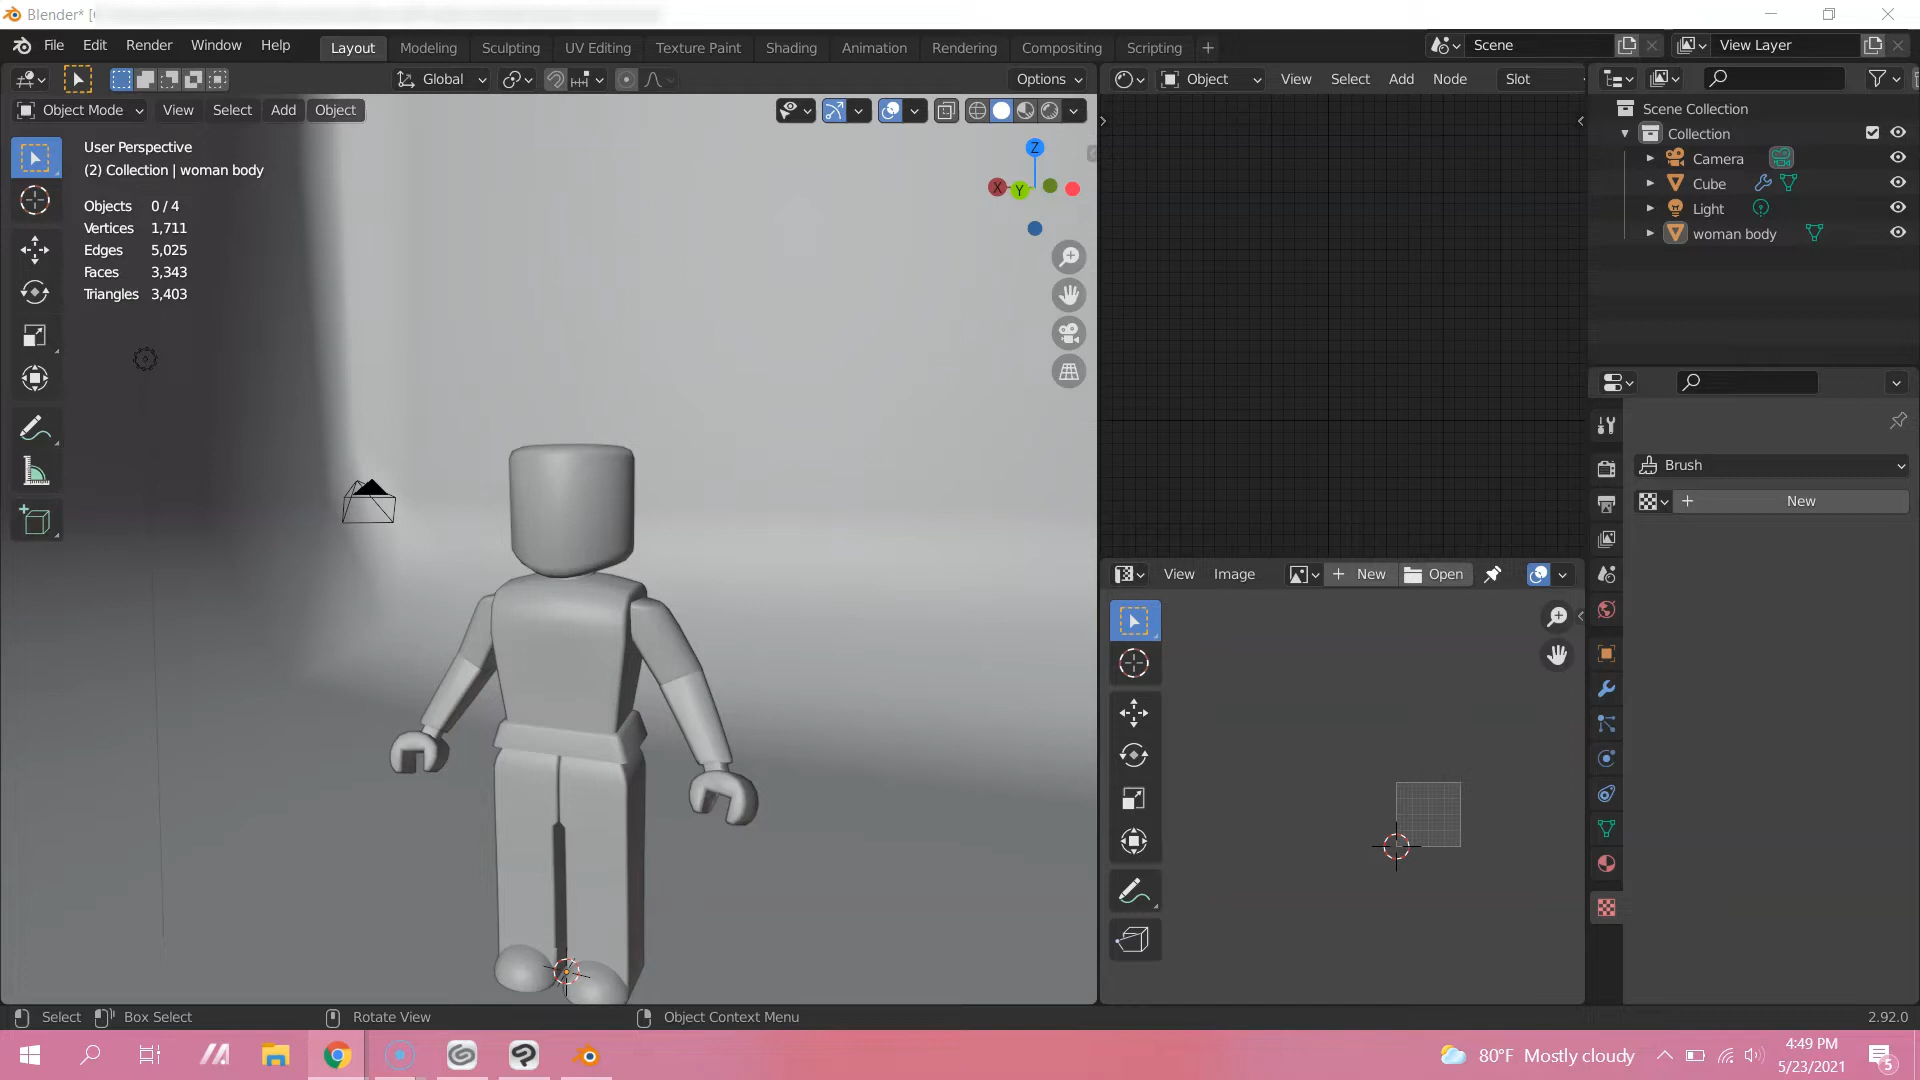 Blender* [
File Edit Render Window Help Layout Modeling Sculpting UV Editing Texture Paint Shading Animation Rendering Compositing Scripting + Scene View Layer
Global Options Object View Select Add Node Slot
Object Mode View Select Add Object
User Perspective
(2) Collection | woman body
Objects 0 / 4
Vertices 1,711
Edges 5,025
Faces 3,343
Triangles 3,403
Z
X Y
Scene Collection
Collection
Camera
Cube
Light
woman body
Brush
+ New
View Image + New Open
Select Box Select Rotate View Object Context Menu 2.92.0
80°F Mostly cloudy
4:49 PM
5/23/2021
5